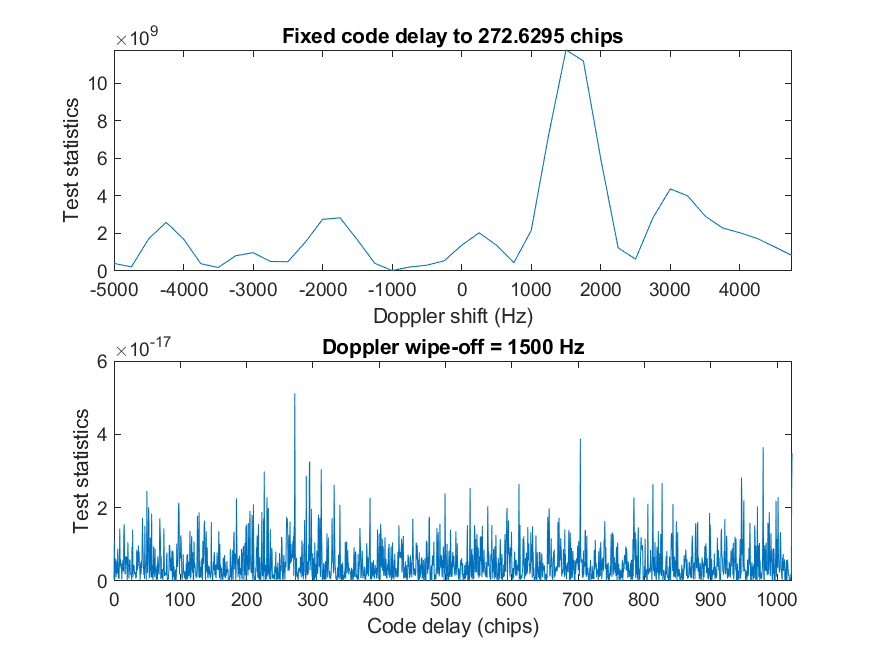 ×10^9
Fixed code delay to 272.6295 chips
Test statistics
10
8
6
4
2
0
-5000 -4000 -3000 -2000 -1000 0 1000 2000 3000 4000
Doppler shift (Hz)
×10^-17
Doppler wipe-off = 1500 Hz
Test statistics
6
4
2
0
0 100 200 300 400 500 600 700 800 900 1000
Code delay (chips)